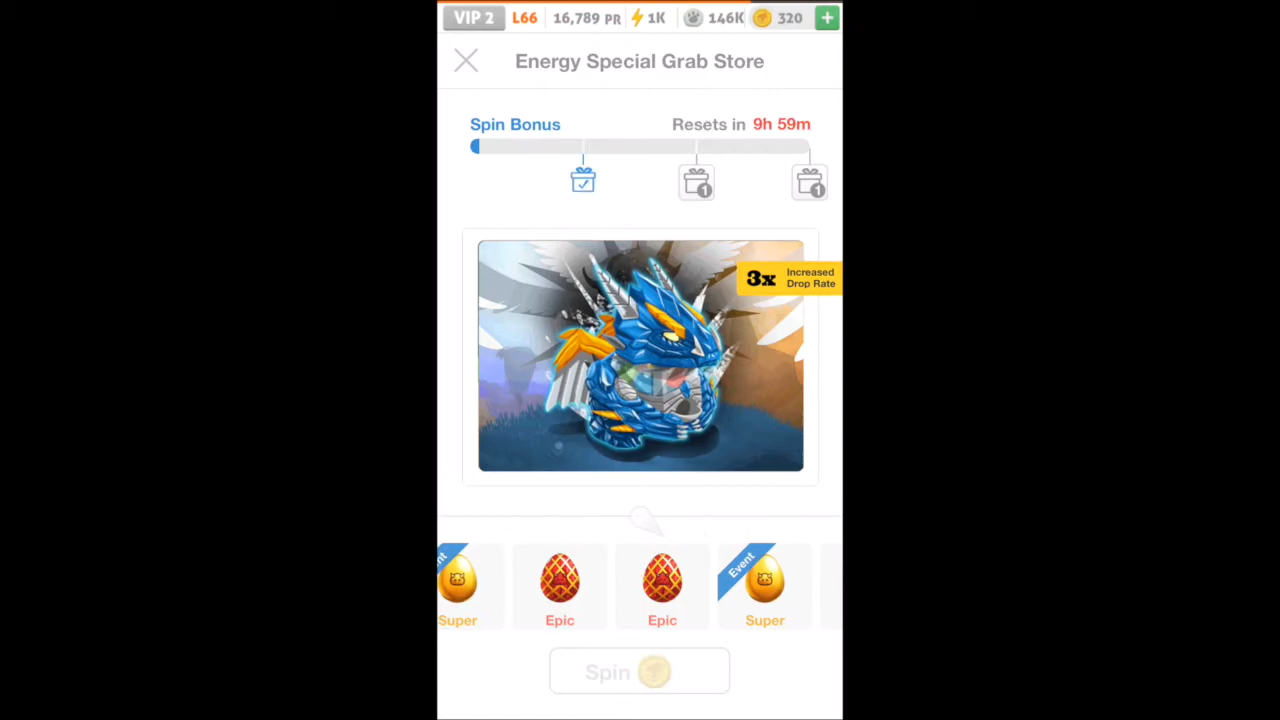 VIP 2 L66 16,789 PR 1K 146K 320 +
Energy Special Grab Store
Spin Bonus Resets in 9h 59m
1 1
3x Increased
Drop Rate
Event
Super Epic Epic Super
Spin